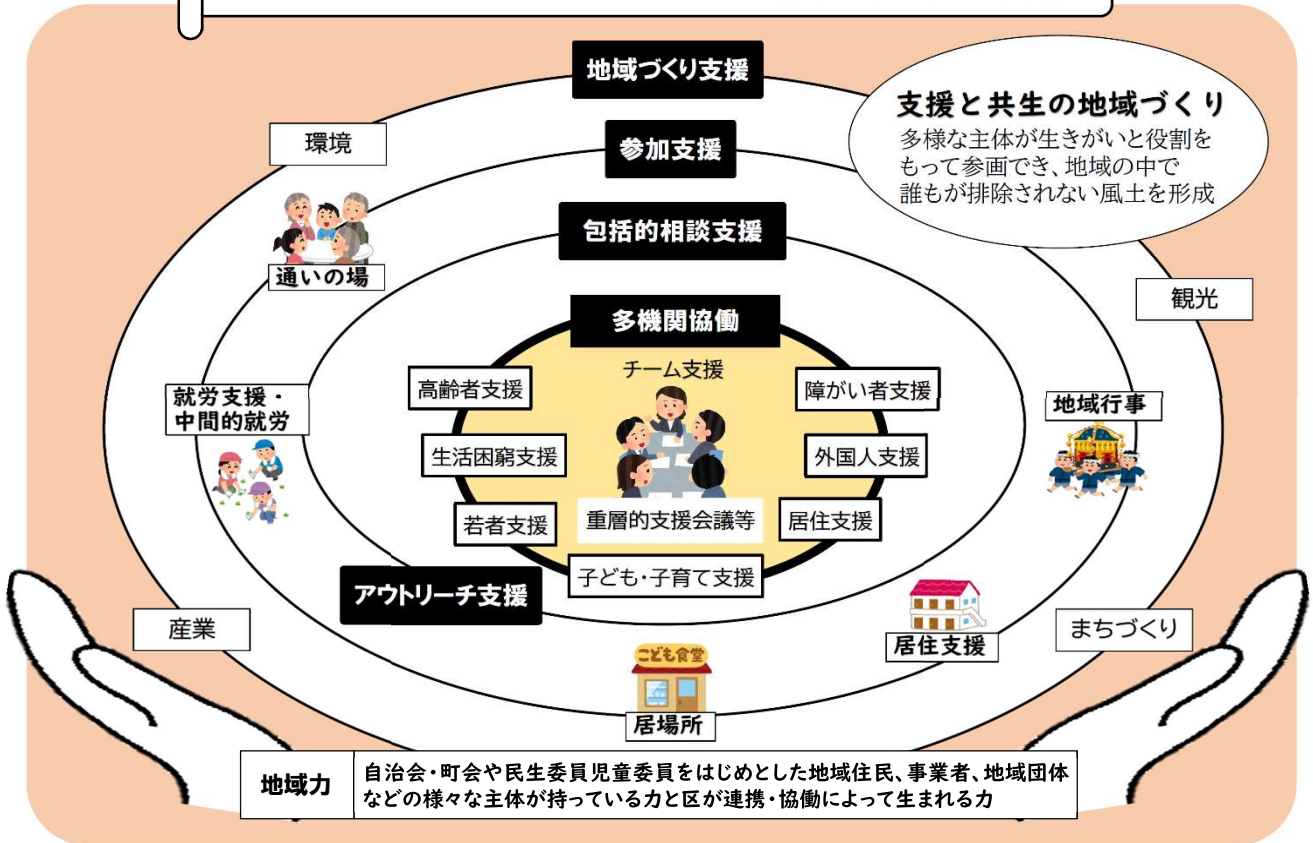 地域づくり支援
支援と共生の地域づくり
多様な主体が生きがいと役割を
もって参画でき、地域の中で
誰もが排除されない風土を形成
環境
参加支援
通いの場
包括的相談支援
観光
多機関協働
チーム支援
高齢者支援
障がい者支援
就労支援・
中間的就労
地域行事
生活困窮支援
外国人支援
若者支援
重層的支援会議等
居住支援
子ども・子育て支援
アウトリーチ支援
産業
居住支援
まちづくり
こども食堂
居場所
地域力
自治会・町会や民生委員児童委員をはじめとした地域住民、事業者、地域団体
などの様々な主体が持っている力と区が連携・協働によって生まれる力